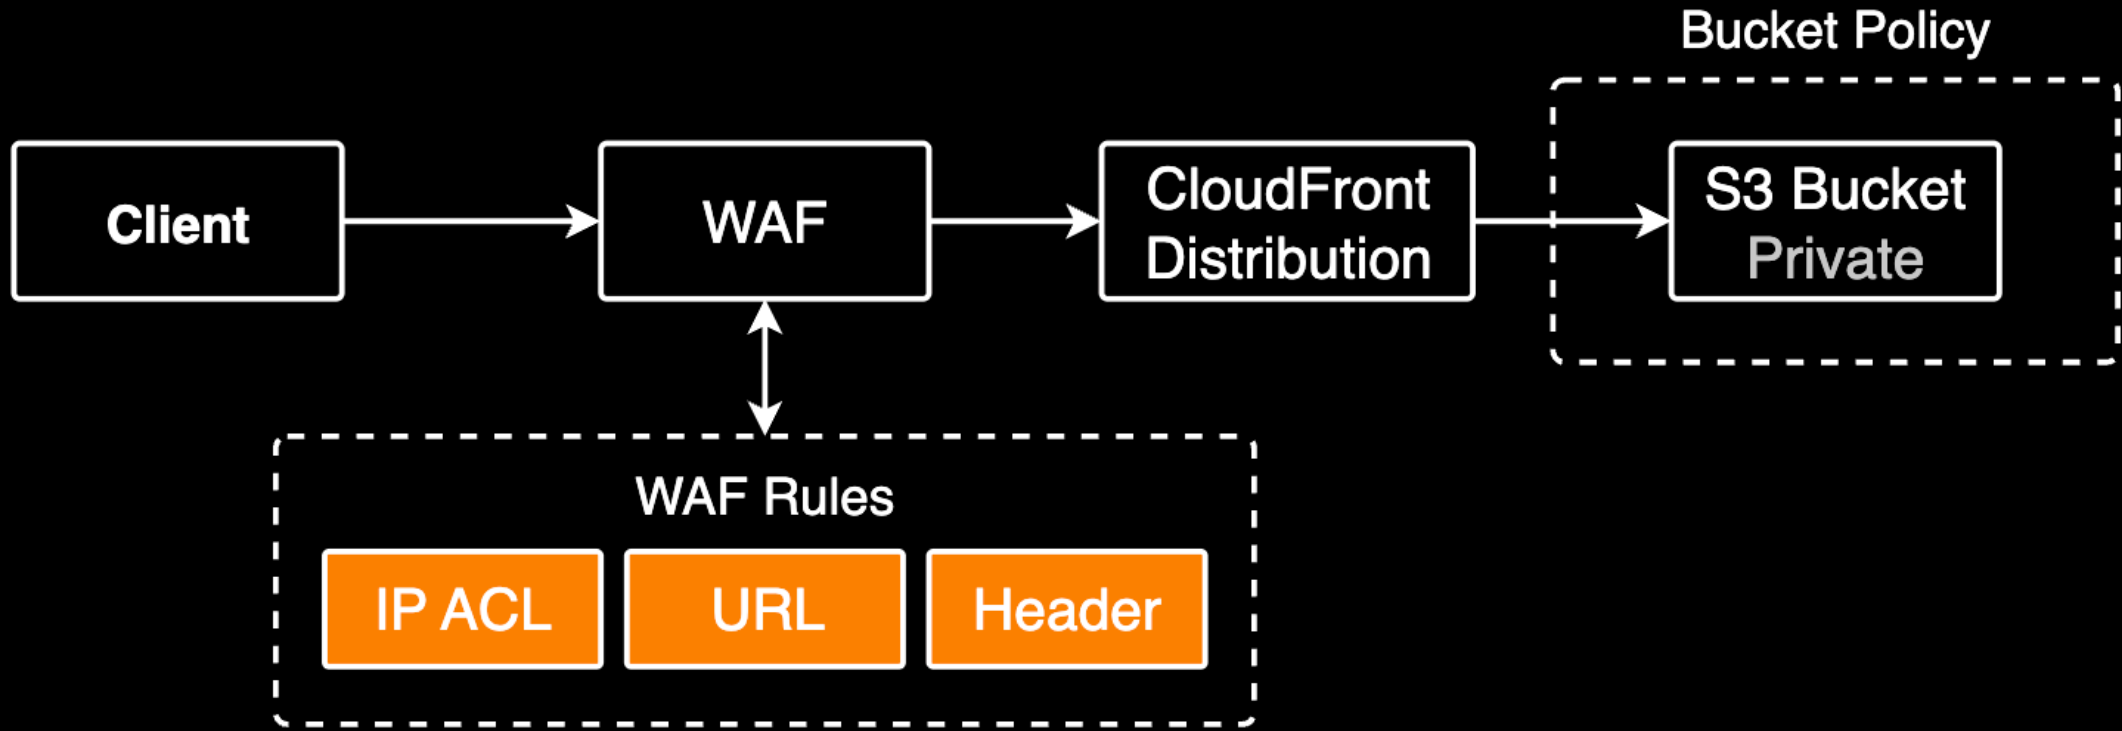 Bucket Policy
Client
WAF
CloudFront
Distribution
S3 Bucket
Private
WAF Rules
IP ACL
URL
Header